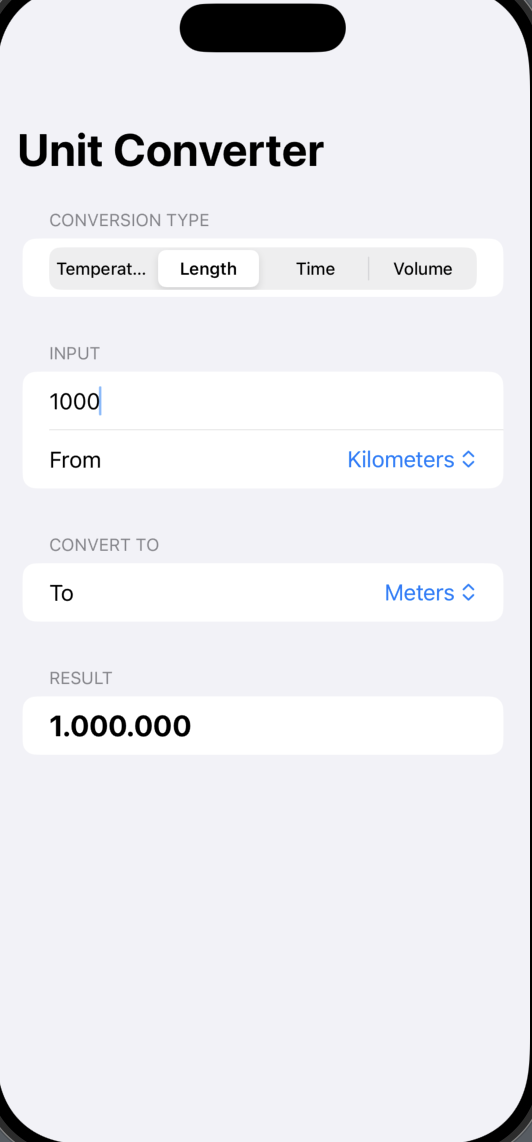 Unit Converter
CONVERSION TYPE
Temperat... Length Time Volume
INPUT
1000
From Kilometers
CONVERT TO
To Meters
RESULT
1.000.000